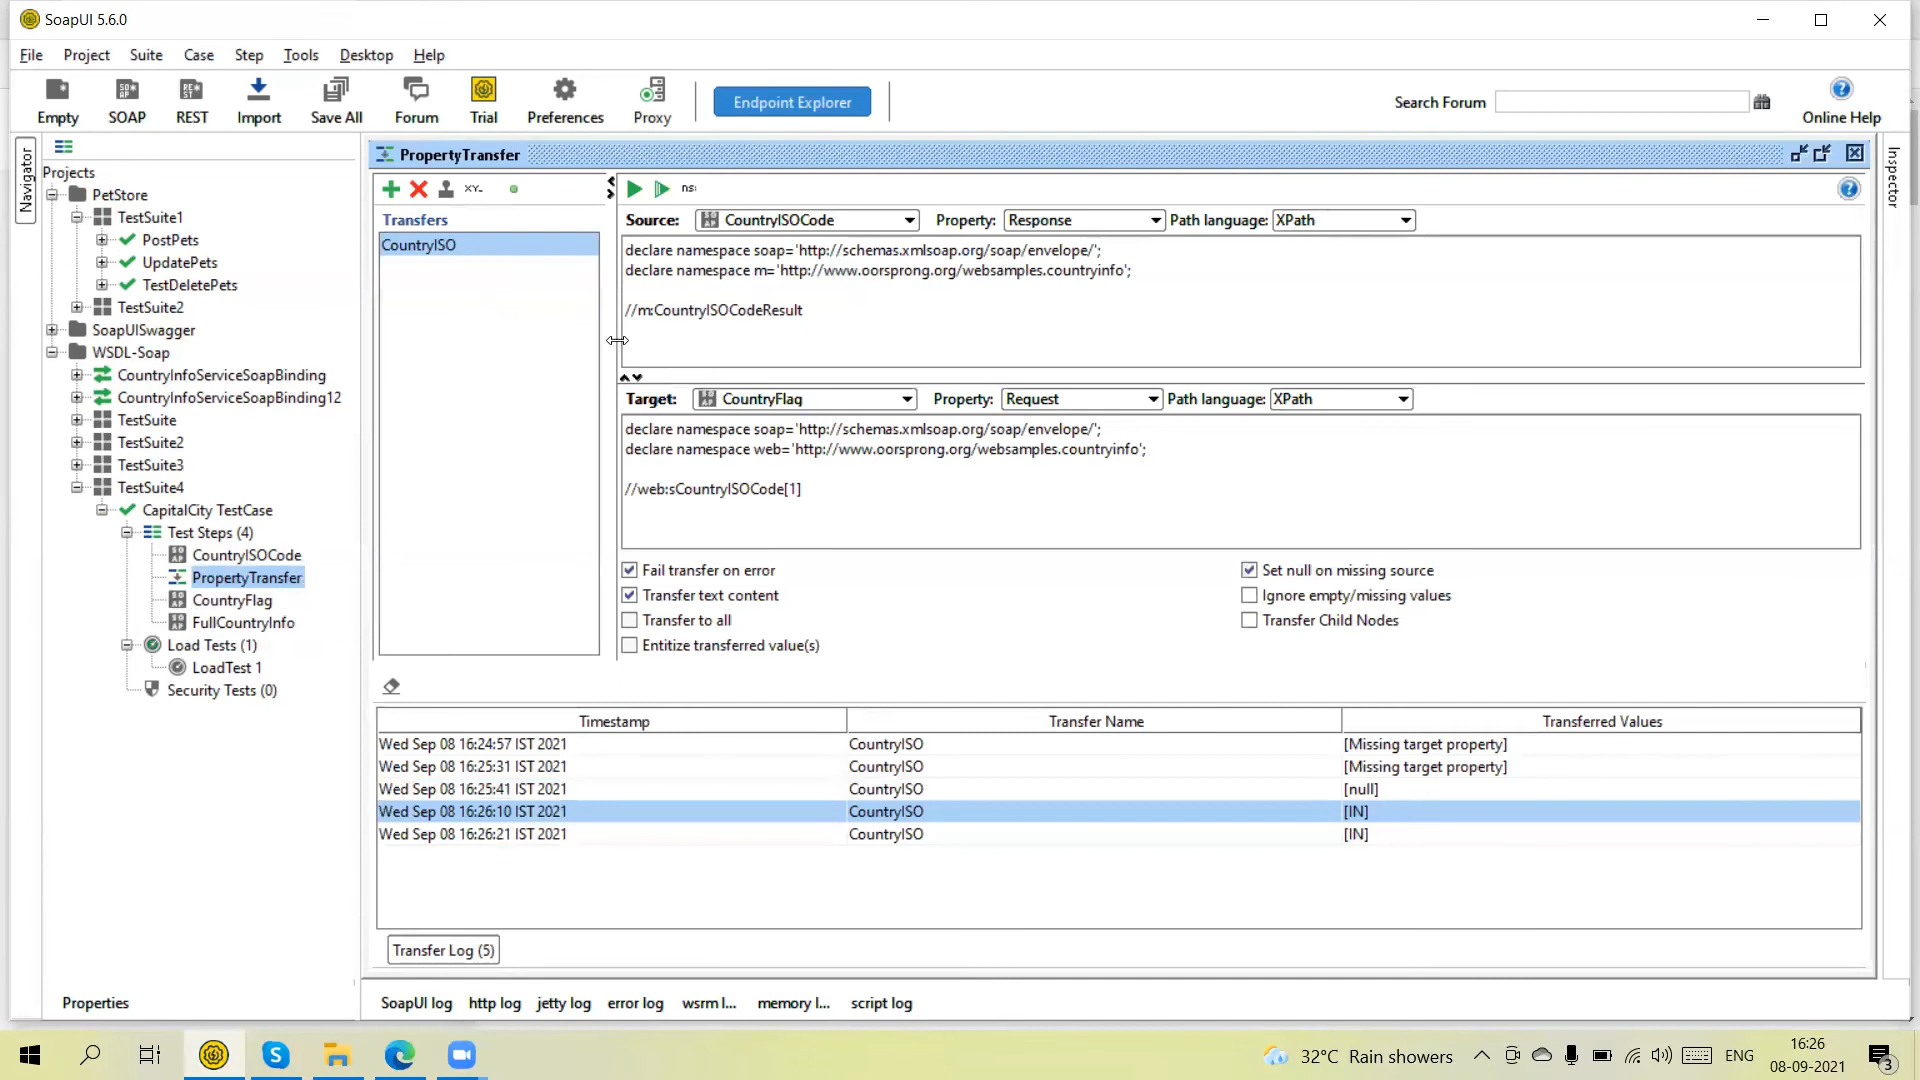 SoapUI 5.6.0
File Project Suite Case Step Tools Desktop Help
Empty SOAP REST Import Save All Forum Trial Preferences Proxy Endpoint Explorer Search Forum Online Help
Navigator
Projects
PetStore
TestSuite1
PostPets
UpdatePets
TestDeletePets
TestSuite2
SoapUISwagger
WSDL-Soap
CountryInfoServiceSoapBinding
CountryInfoServiceSoapBinding12
TestSuite
TestSuite2
TestSuite3
TestSuite4
CapitalCity TestCase
Test Steps (4)
CountryISOCode
PropertyTransfer
CountryFlag
FullCountryInfo
Load Tests (1)
LoadTest 1
Security Tests (0)
Properties
PropertyTransfer
Inspector
XY= ns:
Transfers
CountryISO
Source: CountryISOCode Property: Response Path language: XPath
declare namespace soap='http://schemas.xmlsoap.org/soap/envelope/';
declare namespace m='http://www.oorsprong.org/websamples.countryinfo';
//m:CountryISOCodeResult
Target: CountryFlag Property: Request Path language: XPath
declare namespace soap='http://schemas.xmlsoap.org/soap/envelope/';
declare namespace web='http://www.oorsprong.org/websamples.countryinfo';
//web:sCountryISOCode[1]
Fail transfer on error Set null on missing source
Transfer text content Ignore empty/missing values
Transfer to all Transfer Child Nodes
Entitize transferred value(s)
Timestamp Transfer Name Transferred Values
Wed Sep 08 16:24:57 IST 2021 CountryISO [Missing target property]
Wed Sep 08 16:25:31 IST 2021 CountryISO [Missing target property]
Wed Sep 08 16:25:41 IST 2021 CountryISO [null]
Wed Sep 08 16:26:10 IST 2021 CountryISO [IN]
Wed Sep 08 16:26:21 IST 2021 CountryISO [IN]
Transfer Log (5)
SoapUI log http log jetty log error log wsrm l... memory l... script log
32°C Rain showers ENG 16:26
08-09-2021
3